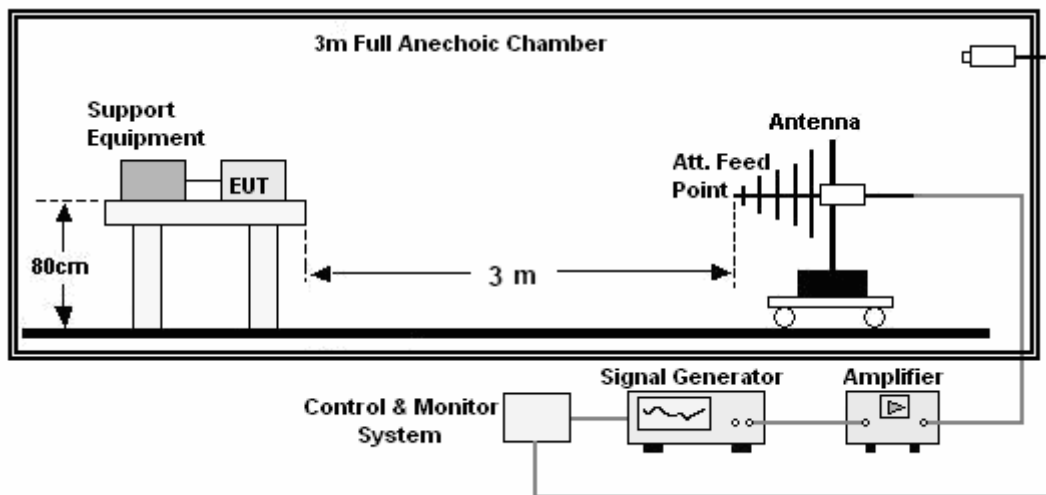 3m Full Anechoic Chamber
Support
Equipment
EUT
80cm
3 m
Antenna
Att. Feed
Point
Signal Generator
Amplifier
Control & Monitor
System